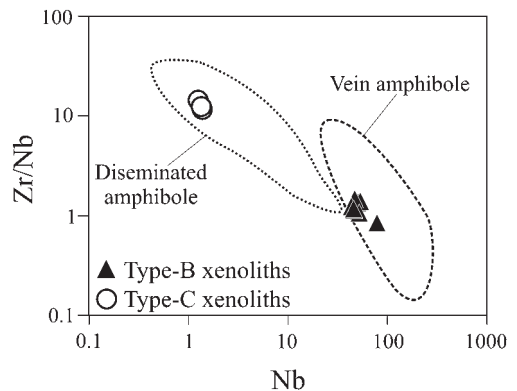 100
10
1
0.1
Zr/Nb
Vein amphibole
Diseminated
amphibole
Type-B xenoliths
Type-C xenoliths
0.1 1 10 100 1000
Nb